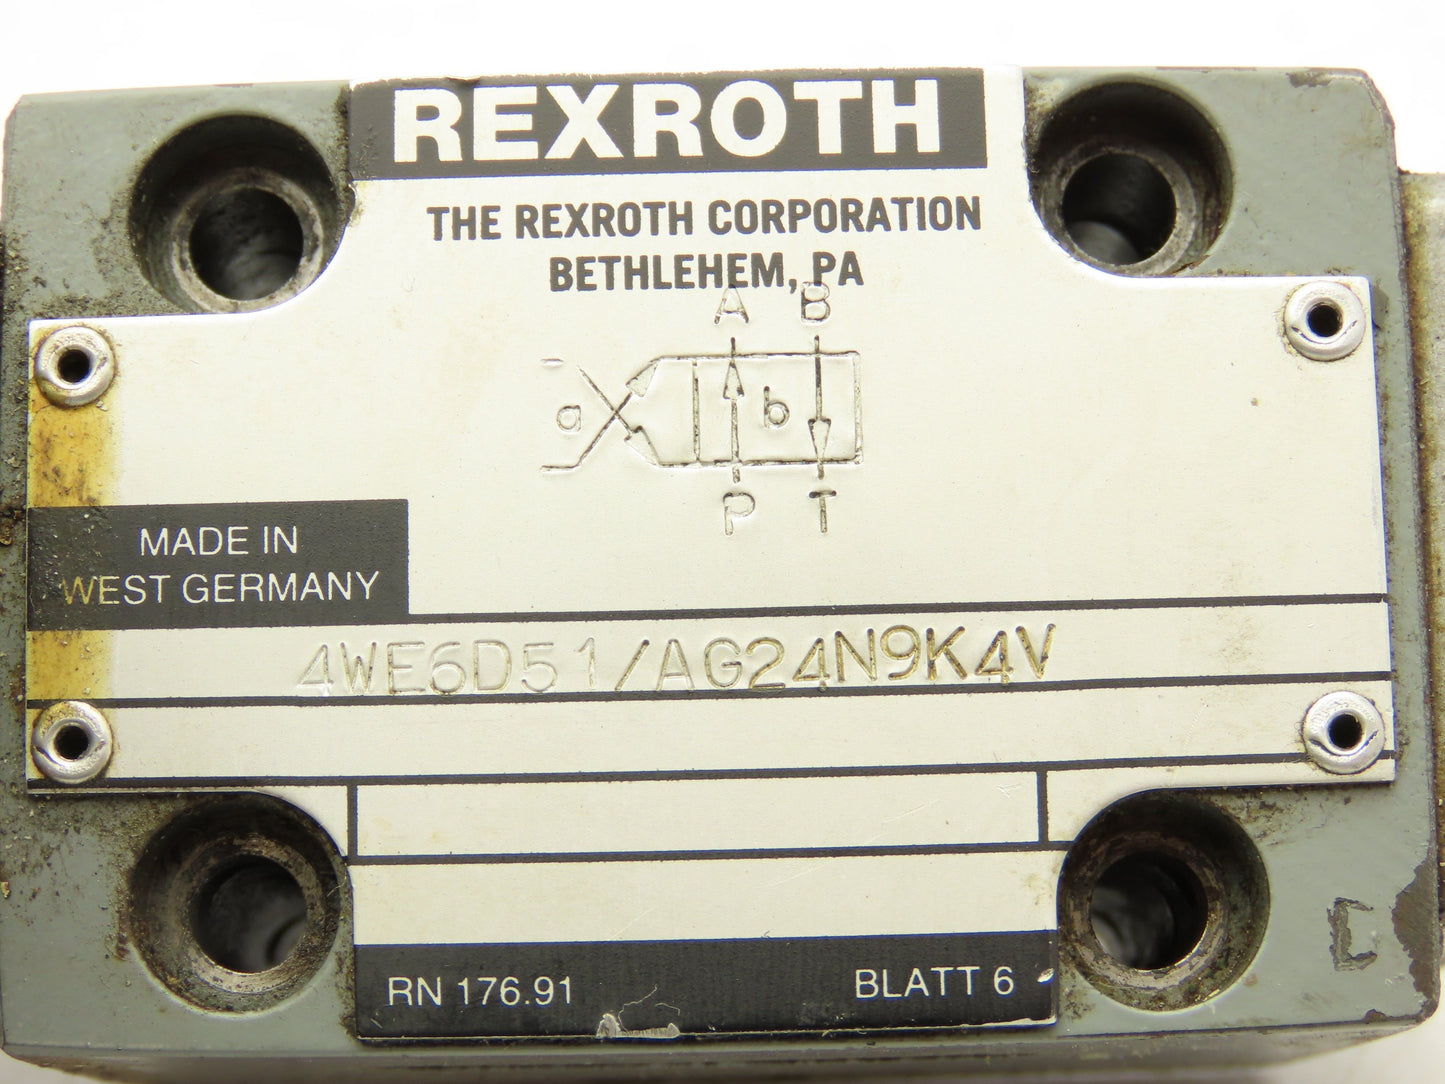 REXROTH
THE REXROTH CORPORATION
BETHLEHEM, PA
A B
a b
P T
MADE IN
WEST GERMANY
4WE6D51/AG24N9K4V
RN 176.91 BLATT 6